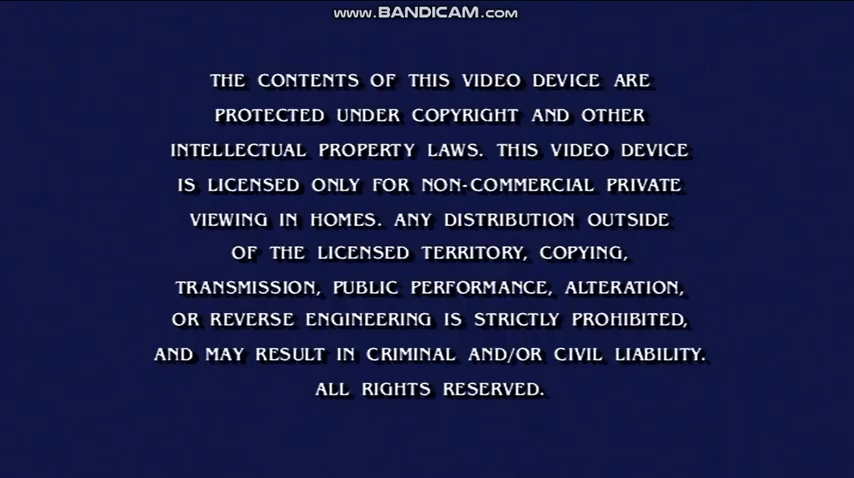 www.BANDICAM.com
THE CONTENTS OF THIS VIDEO DEVICE ARE
PROTECTED UNDER COPYRIGHT AND OTHER
INTELLECTUAL PROPERTY LAWS. THIS VIDEO DEVICE
IS LICENSED ONLY FOR NON-COMMERCIAL PRIVATE
VIEWING IN HOMES. ANY DISTRIBUTION OUTSIDE
OF THE LICENSED TERRITORY, COPYING,
TRANSMISSION, PUBLIC PERFORMANCE, ALTERATION,
OR REVERSE ENGINEERING IS STRICTLY PROHIBITED,
AND MAY RESULT IN CRIMINAL AND/OR CIVIL LIABILITY.
ALL RIGHTS RESERVED.